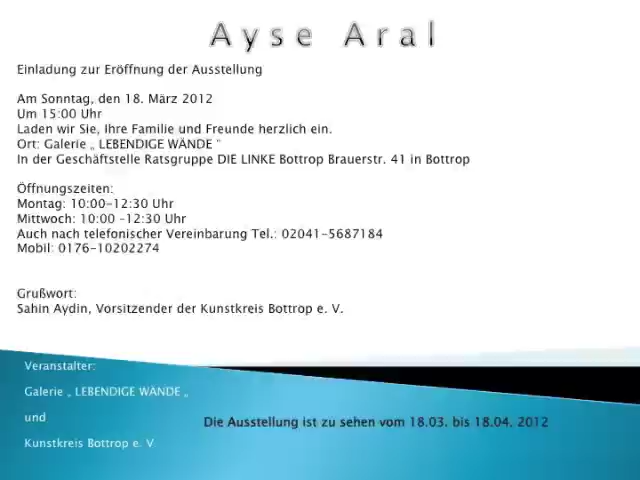 Ayse Aral
Einladung zur Eröffnung der Ausstellung
Am Sonntag, den 18. März 2012
Um 15:00 Uhr
Laden wir Sie, Ihre Familie und Freunde herzlich ein.
Ort: Galerie „ LEBENDIGE WÄNDE "
In der Geschäftstelle Ratsgruppe DIE LINKE Bottrop Brauerstr. 41 in Bottrop
Öffnungszeiten:
Montag: 10:00-12:30 Uhr
Mittwoch: 10:00 -12:30 Uhr
Auch nach telefonischer Vereinbarung Tel.: 02041-5687184
Mobil: 0176-10202274
Grußwort:
Sahin Aydin, Vorsitzender der Kunstkreis Bottrop e. V.
Veranstalter:
Galerie „ LEBENDIGE WÄNDE „
und
Kunstkreis Bottrop e. V.
Die Ausstellung ist zu sehen vom 18.03. bis 18.04. 2012